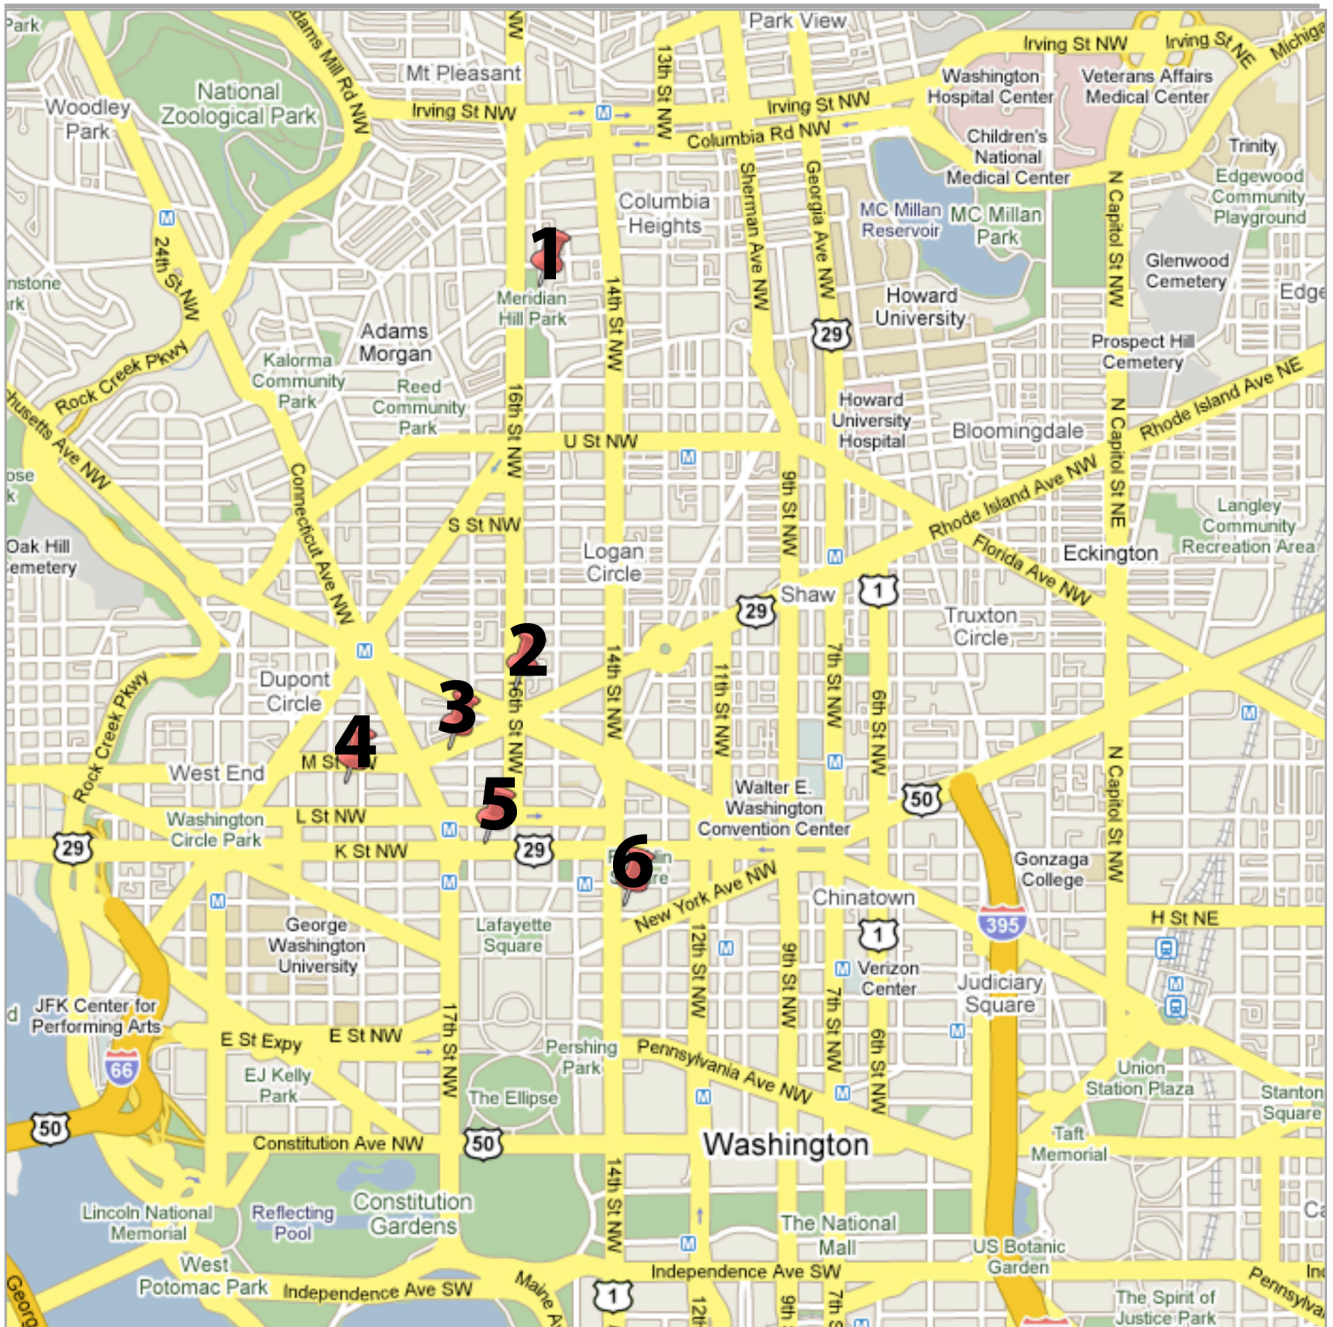 Park
Adams Mill Rd NW
NW
Park View
Irving St NW
Irving St NE
Mt Pleasant
13th St NW
Woodley
Park
National
Zoological Park
Washington
Hospital Center
Veterans Affairs
Medical Center
Irving St NW
M
Irving St NW
Columbia Rd NW
Children's
National
Medical Center
Trinity
Edgewood
Community
Playground
M
24th St NW
Sherman Ave NW
Georgia Ave NW
Columbia
Heights
MC Millan
Reservoir
MC Millan
Park
N Capitol St NW
1
Glenwood
Cemetery
Meridian
Hill Park
14th St NW
Howard
University
Adams
Morgan
29
Prospect Hill
Cemetery
Rock Creek Pkwy
Kalorma
Community
Park
Reed
Community
Park
16th St NW
Howard
University
Hospital
Rhode Island Ave NE
N Capitol St NE
U St NW
M
Bloomingdale
Connecticut Ave NW
9th St NW
Rhode Island Ave NW
S St NW
Langley
Community
Recreation Area
Oak Hill
Logan
Circle
M
Florida Ave NW
Eckington
Shaw
29
1
Truxton
Circle
M
2
14th St NW
11th St NW
7th St NW
6th St NW
Dupont
Circle
3
16th St NW
Rock Creek Pkwy
M
4
M St NW
West End
M
N Capitol St NW
5
Walter E.
Washington
Convention Center
50
L St NW
Washington
Circle Park
M
29
K St NW
29
6
M
M
M
New York Ave NW
Gonzaga
College
Chinatown
395
H St NE
George
Washington
University
Lafayette
Square
12th St NW
M
9th St NW
1
M
Verizon
Center
7th St NW
Judiciary
Square
M
JFK Center for
Performing Arts
17th St NW
E St Expy
E St NW
Pershing
Park
Pennsylvania Ave NW
6th St NW
M
66
EJ Kelly
Park
The Ellipse
M
M
Union
Station Plaza
Stanton
Square
50
Constitution Ave NW
50
Washington
Taft
Memorial
14th St NW
Lincoln National
Memorial
Reflecting
Pool
Constitution
Gardens
The National
Mall
M
US Botanic
Garden
West
Potomac Park
Independence Ave SW
Independence Ave SW
1
The Spirit of
Justice Park
M